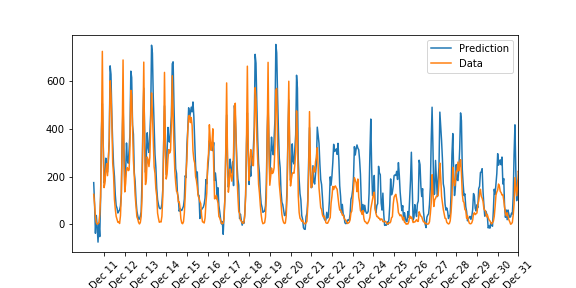 Prediction
Data
600
400
200
0
Dec 11
Dec 12
Dec 13
Dec 14
Dec 15
Dec 16
Dec 17
Dec 18
Dec 19
Dec 20
Dec 21
Dec 22
Dec 23
Dec 24
Dec 25
Dec 26
Dec 27
Dec 28
Dec 29
Dec 30
Dec 31